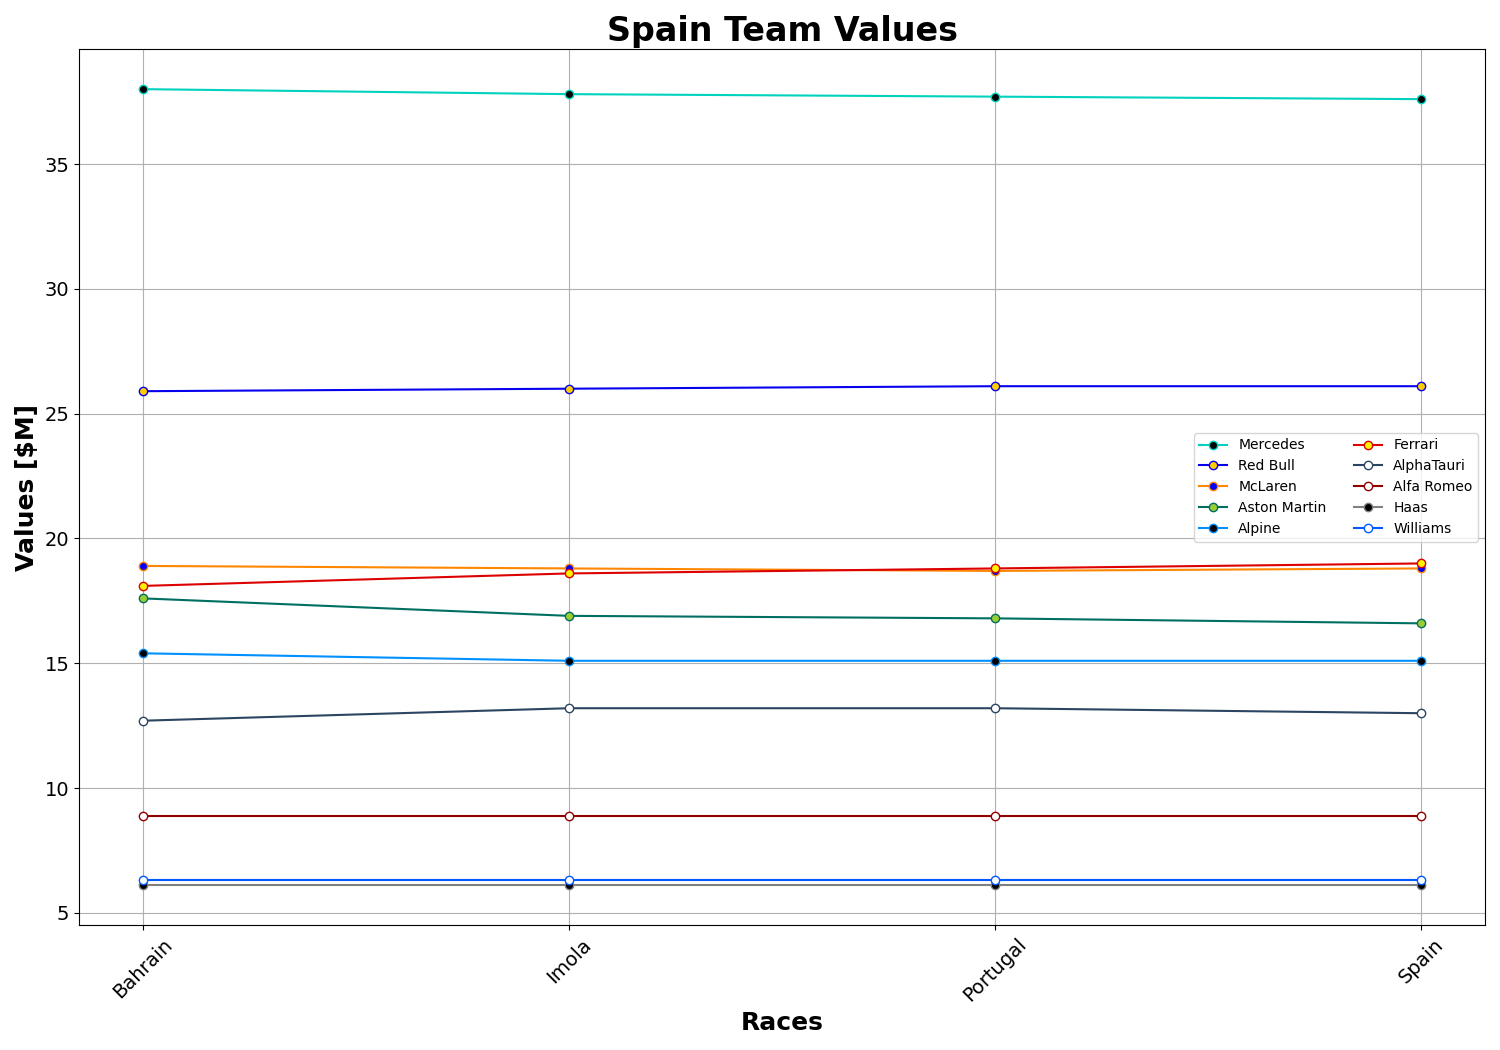 Spain Team Values
Values [$M]
35
30
25
20
15
10
5
Mercedes
Red Bull
McLaren
Aston Martin
Alpine
Ferrari
AlphaTauri
Alfa Romeo
Haas
Williams
Bahrain
Imola
Portugal
Spain
Races